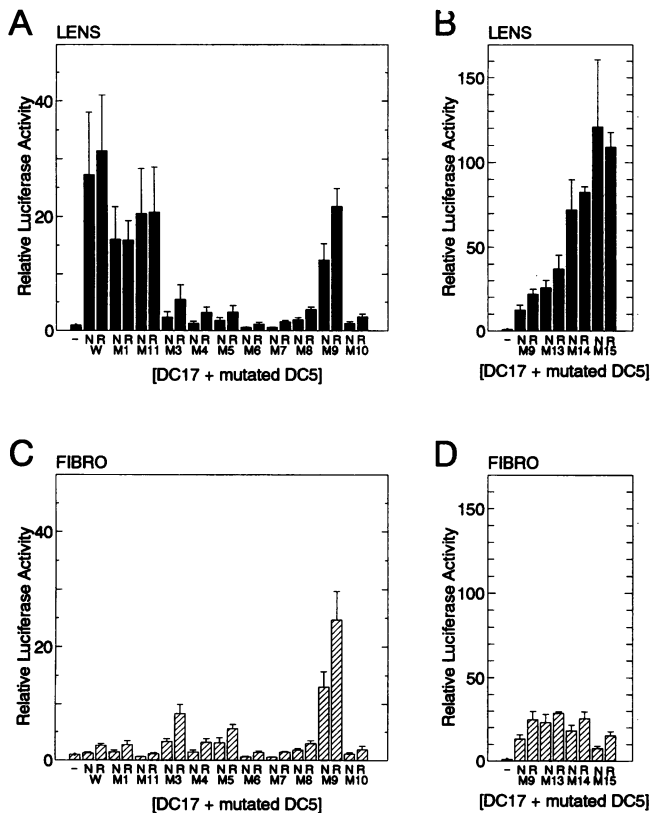 A
LENS
Relative Luciferase Activity
40
20
0
– N R N R N R N R N R N R N R N R N R N R N R
W M1 M11 M3 M4 M5 M6 M7 M8 M9 M10
[DC17 + mutated DC5]
B
LENS
Relative Luciferase Activity
150
100
50
0
– N R N R N R N R
M9 M13 M14 M15
[DC17 + mutated DC5]
C
FIBRO
Relative Luciferase Activity
40
20
0
– N R N R N R N R N R N R N R N R N R N R N R
W M1 M11 M3 M4 M5 M6 M7 M8 M9 M10
[DC17 + mutated DC5]
D
FIBRO
Relative Luciferase Activity
150
100
50
0
– N R N R N R N R
M9 M13 M14 M15
[DC17 + mutated DC5]